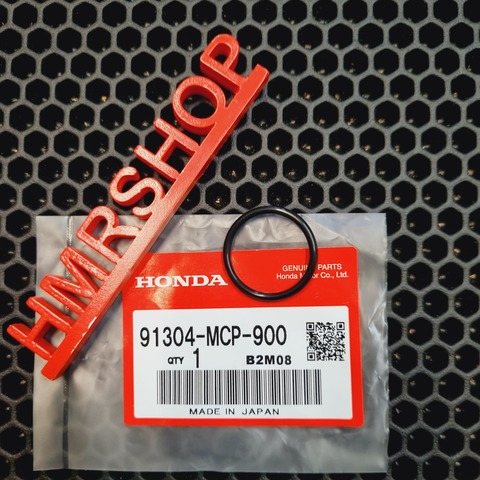 HMRSHOP
HONDA
GENUINE PARTS
Honda Motor Co., Ltd.
91304-MCP-900
QTY 1 B2M08
MADE IN JAPAN